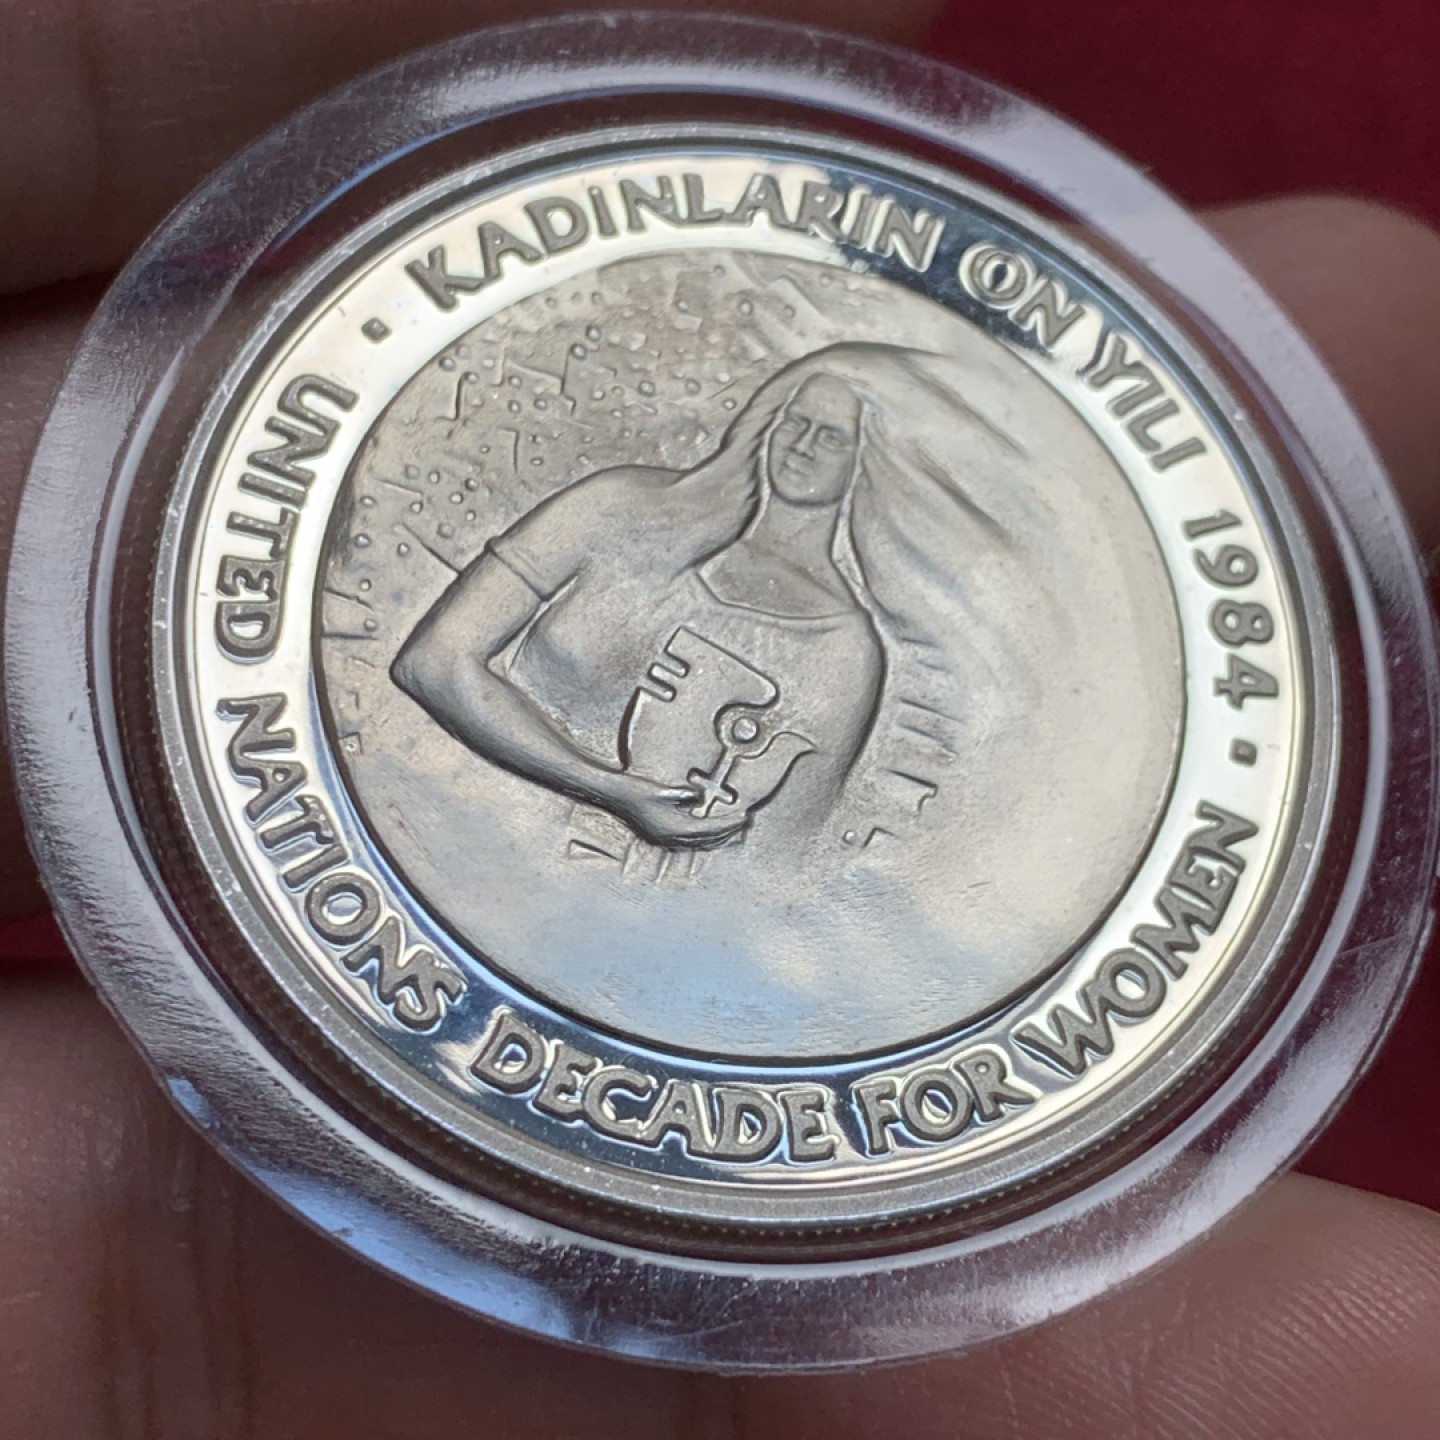 KADINLARIN ON YILI 1984
UNITED NATIONS DECADE FOR WOMEN